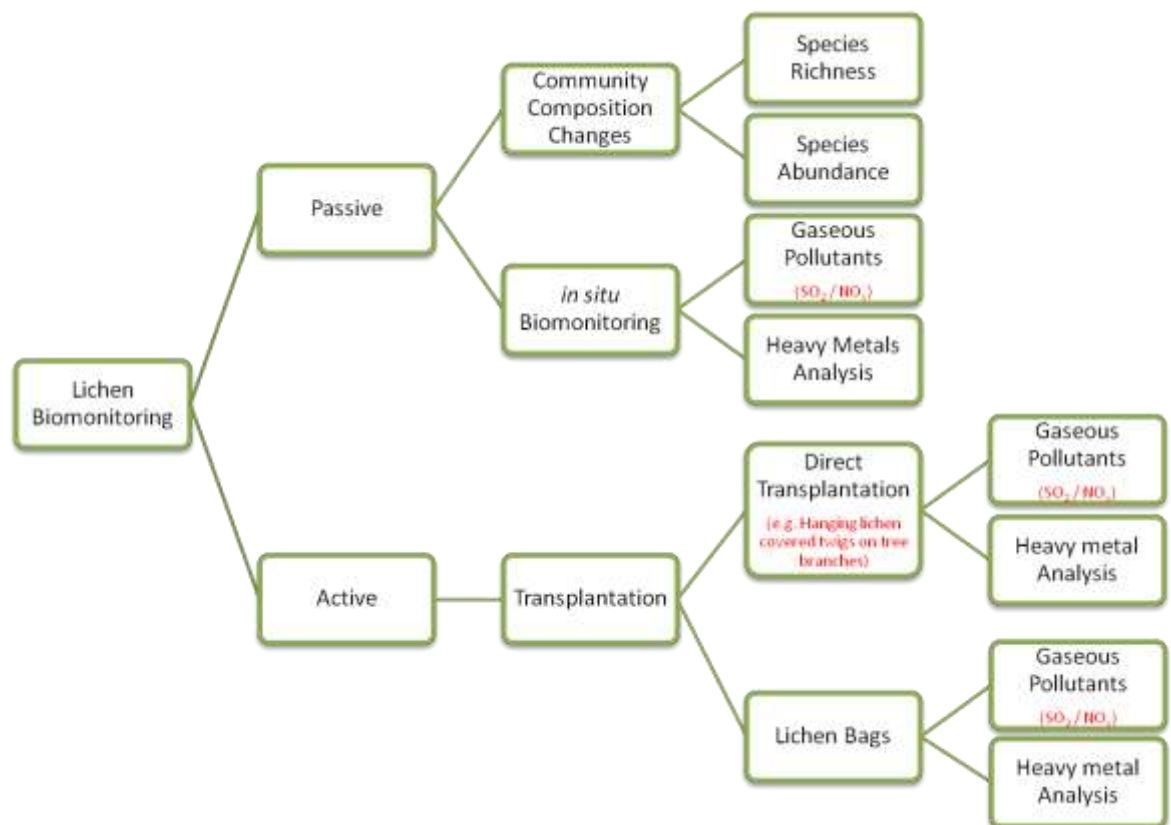 Species
Richness
Community
Composition
Changes
Species
Abundance
Passive
Gaseous
Pollutants
(SO₂ / NOₓ)
in situ
Biomonitoring
Heavy Metals
Analysis
Lichen
Biomonitoring
Direct
Transplantation
(e.g. Hanging lichen
covered twigs on tree
branches)
Gaseous
Pollutants
(SO₂ / NOₓ)
Heavy metal
Analysis
Active
Transplantation
Lichen Bags
Gaseous
Pollutants
(SO₂ / NOₓ)
Heavy metal
Analysis